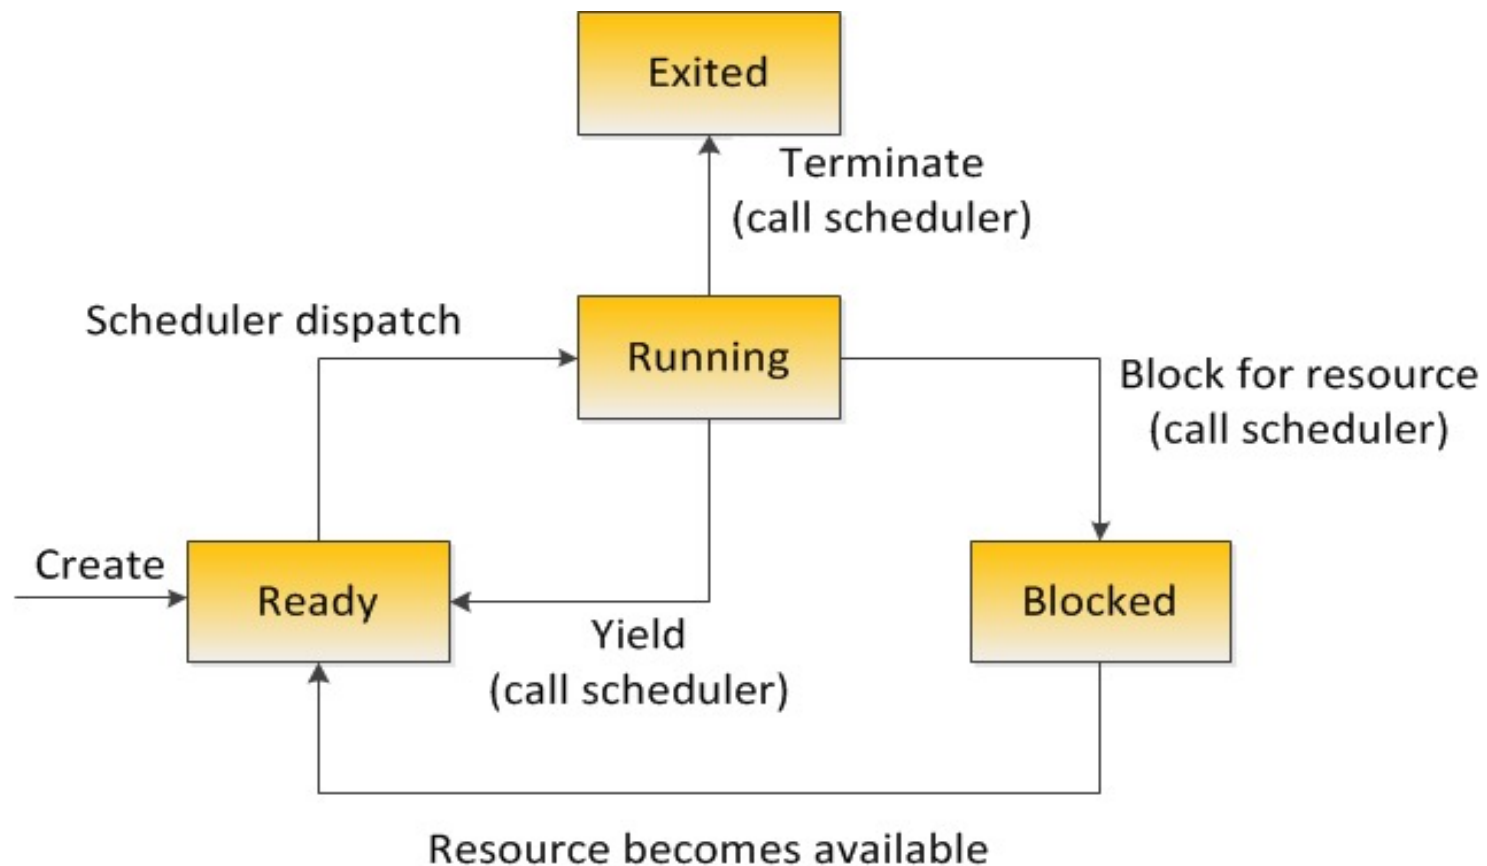 Exited
Terminate
(call scheduler)
Scheduler dispatch
Running
Block for resource
(call scheduler)
Create
Ready
Blocked
Yield
(call scheduler)
Resource becomes available